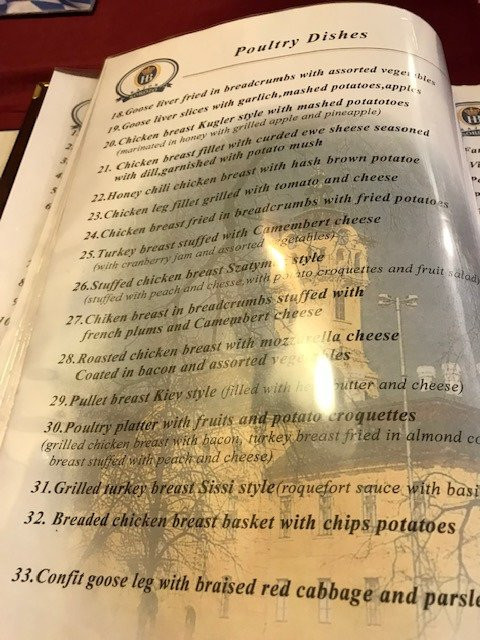 Poultry Dishes
18.Goose liver fried in breadcrumbs with assorted vegetables
19.Goose liver slices with garlich,mashed potatoes,apples
20.Chicken breast Kugler style with mashed potatotoes
(marinated in honey with grilled apple and pineapple)
21. Chicken breast fillet with curded ewe sheese seasoned
with dill,garnished with potato mush
22.Honey chili chicken breast with hash brown potatoe
23.Chicken leg fillet grilled with tomato and cheese
24.Chicken breast fried in breadcrumbs with fried potatoes
25.Turkey breast stuffed with Camembert cheese
(with cranberry jam and assorted vegetables)
26.Stuffed chicken breast style
(stuffed with peach and chesse,with potato croquettes and fruit salad)
27.Chiken breast in breadcrumbs stuffed with
french plums and Camembert cheese
28.Roasted chicken breast with mozzarella cheese
Coated in bacon and assorted vegetables
29.Pullet breast Kiev style (filled with butter and cheese)
30.Poultry platter with fruits and potato croquettes
(grilled chicken breast with bacon, turkey breast fried in almond co
breast stuffed with peach and cheese)
31.Grilled turkey breast Sissi style(roquefort sauce with basi
32. Breaded chicken breast basket with chips potatoes
33.Confit goose leg with braised red cabbage and parsle